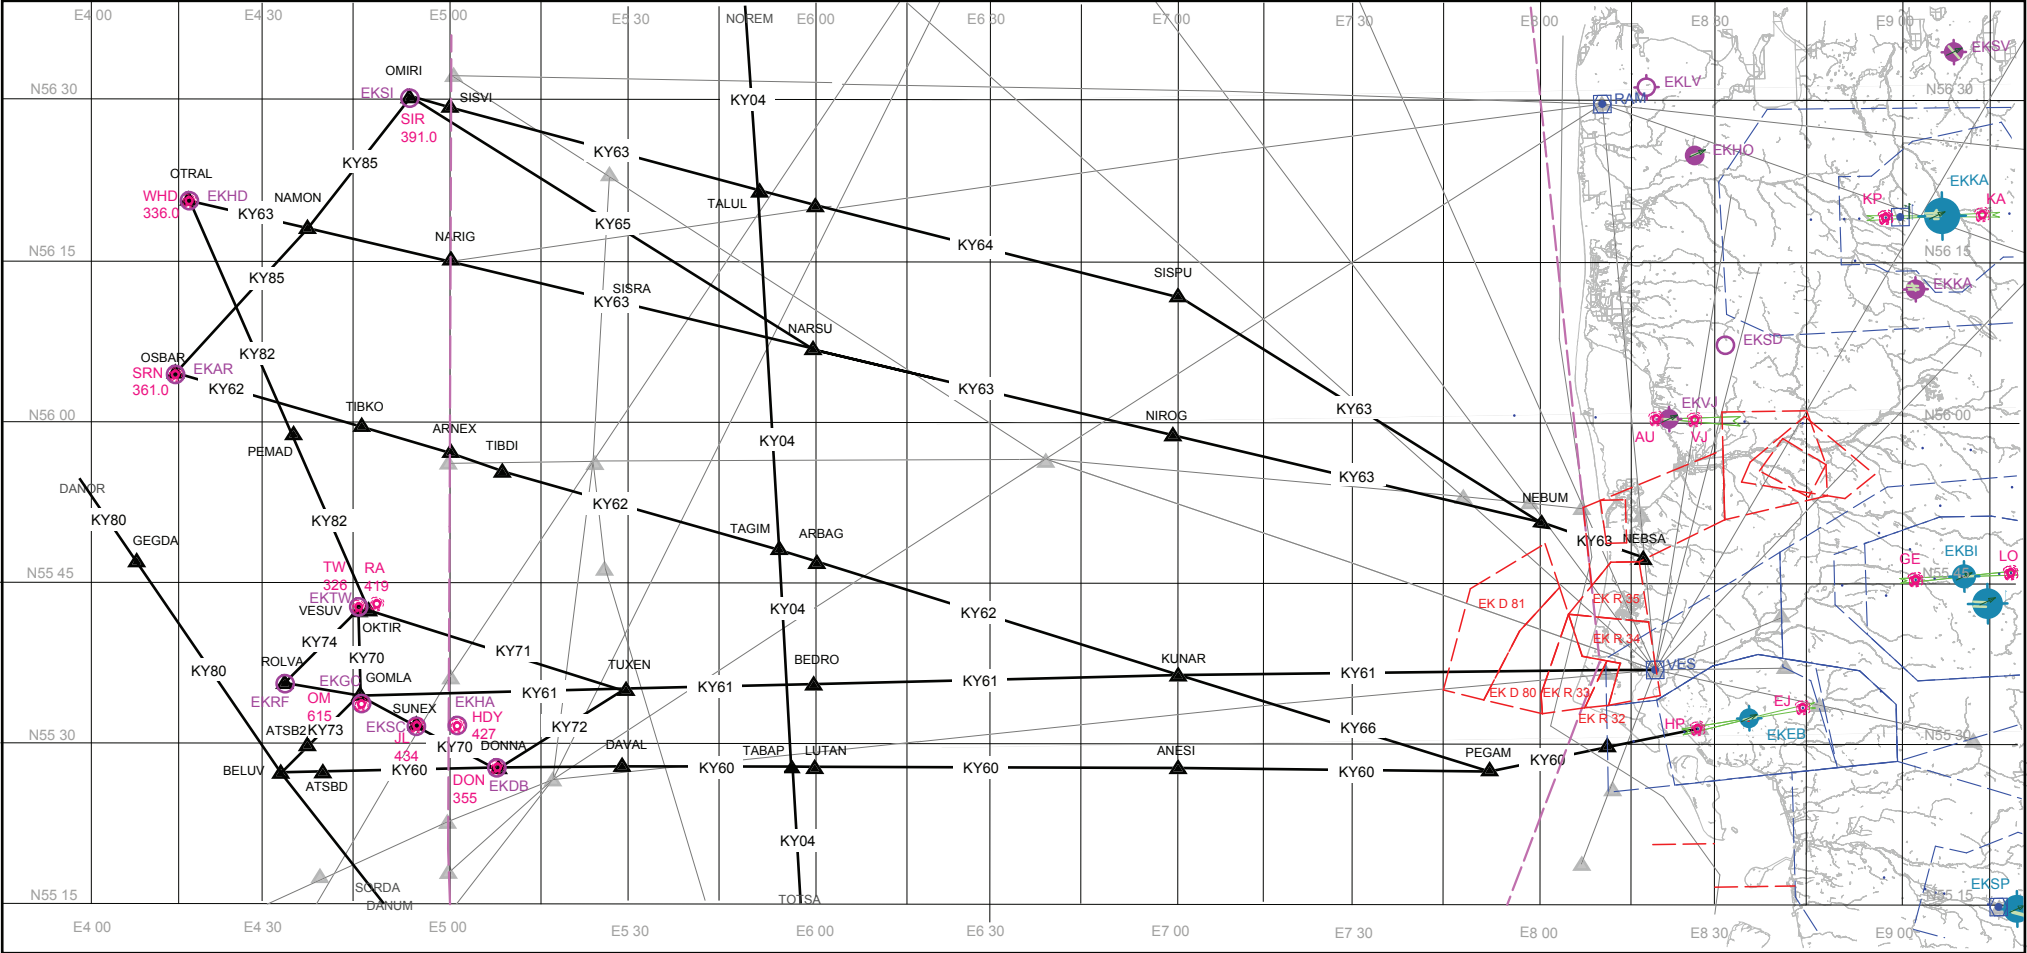 E4 00
E4 30
E5 00
E5 30
NOREM
E6 00
E6 30
E7 00
E7 30
E8 00
E8 30
E9 00
EKSV
OMIRI
EKSI
SISVI
N56 30
KY04
RAM
EKLV
N56 30
SIR
391.0
KY63
EKHO
KY85
OTRAL
WHD
336.0
EKHD
NAMON
KY63
TALUL
KY65
EKKA
KP
KA
NARIG
KY64
N56 15
N56 15
KY85
SISRA
KY63
SISPU
EKKA
NARSU
EKSD
OSBAR
KY82
SRN
361.0
EKAR
KY62
KY63
TIBKO
KY63
NIROG
EKVJ
N56 00
N56 00
AU
VJ
ARNEX
TIBDI
KY04
PEMAD
KY63
DANOR
KY80
KY82
KY62
TAGIM
ARBAG
NEBUM
GEGDA
KY63
NEBSA
TW
326
RA
419
GE
EKBI
LO
N55 45
N55 45
EKTW
VESUV
OKTIR
KY04
KY62
EK D 81
EK R 35
KY74
KY71
EK R 34
ROLVA
KY70
KY80
GOMLA
TUXEN
BEDRO
KUNAR
VES
EKGO
KY61
KY61
KY61
KY61
EKRF
OM
615
EKHA
HDY
427
EK D 80
EK R 33
EK R 32
EJ
SUNEX
EKSC
JL
434
ATSB2
KY73
KY70
KY72
KY66
HP
EKEB
N55 30
N55 30
DONNA
DAVAL
TABAP
LUTAN
ANESI
PEGAM
BELUV
KY60
KY60
KY60
KY60
KY60
ATSBD
DON
355
EKDB
KY04
SORDA
DANUM
TOTSA
EKSP
N55 15
N55 15
E4 00
E4 30
E5 00
E5 30
E6 00
E6 30
E7 00
E7 30
E8 00
E8 30
E9 00